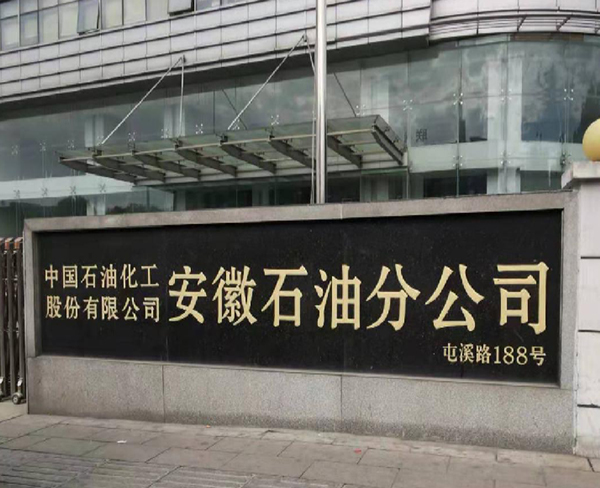 中国石油化工
股份有限公司
安徽石油分公司
屯溪路188号